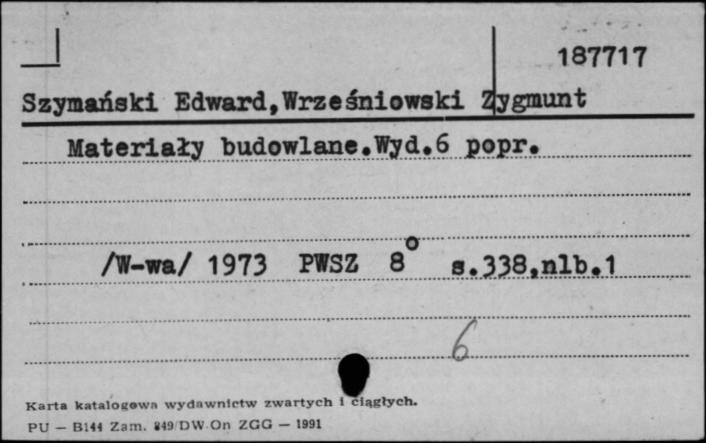 187717
Szymański Edward,Wrześniowski Zygmunt
Materiały budowlane.Wyd.6 popr.
/W-wa/ 1973 PWSZ 8° s.338,nlb.1
6
Karta katalogowa wydawnictw zwartych i ciągłych.
PU — B144 Zam. 849/DW On ZGG — 1991